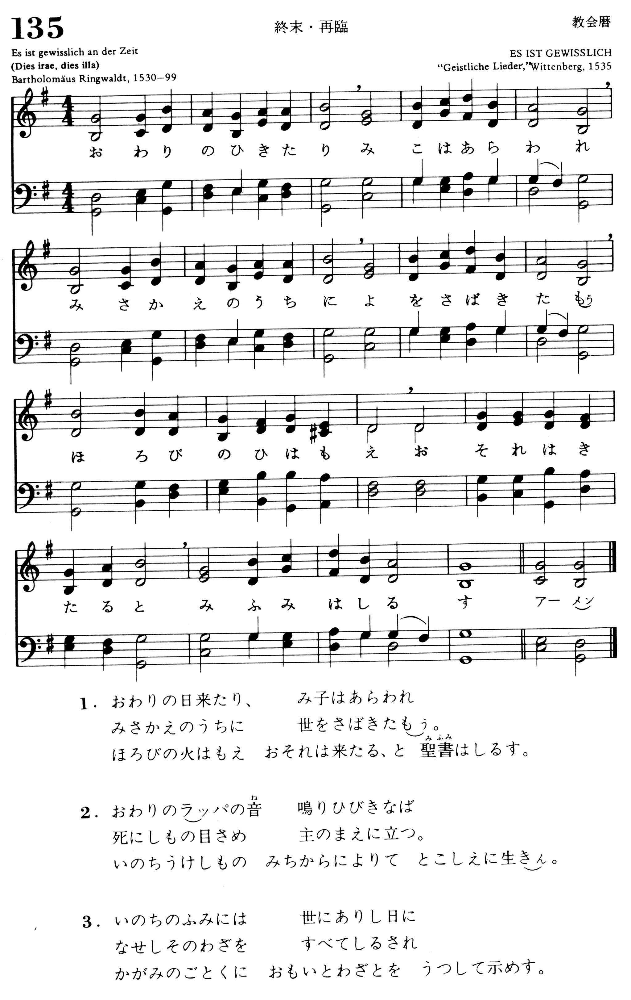 135
終末・再臨
教会暦
Es ist gewisslich an der Zeit
(Dies irae, dies illa)
Bartholomäus Ringwaldt, 1530–99
ES IST GEWISSLICH
“Geistliche Lieder,” Wittenberg, 1535
お わ り の ひ き た り み こ は あ ら わ れ
み さ か え の う ち に よ を さ ば き た もぅ
ほ ろ び の ひ は も え お そ れ は き
た る と み ふ み は し る す アー メン
1. おわりの日来たり、 み子はあらわれ
みさかえのうちに 世をさばきたもぅ。
ほろびの火はもえ おそれは来たる、と 聖書はしるす。
み ふみ
2. おわりのラッパの音 鳴りひびきなば
ね
死にしもの目さめ 主のまえに立つ。
いのちうけしもの みちからによりて とこしえに生きん。
3. いのちのふみには 世にありし日に
なせしそのわざを すべてしるされ
かがみのごとくに おもいとわざとを うつして示めす。